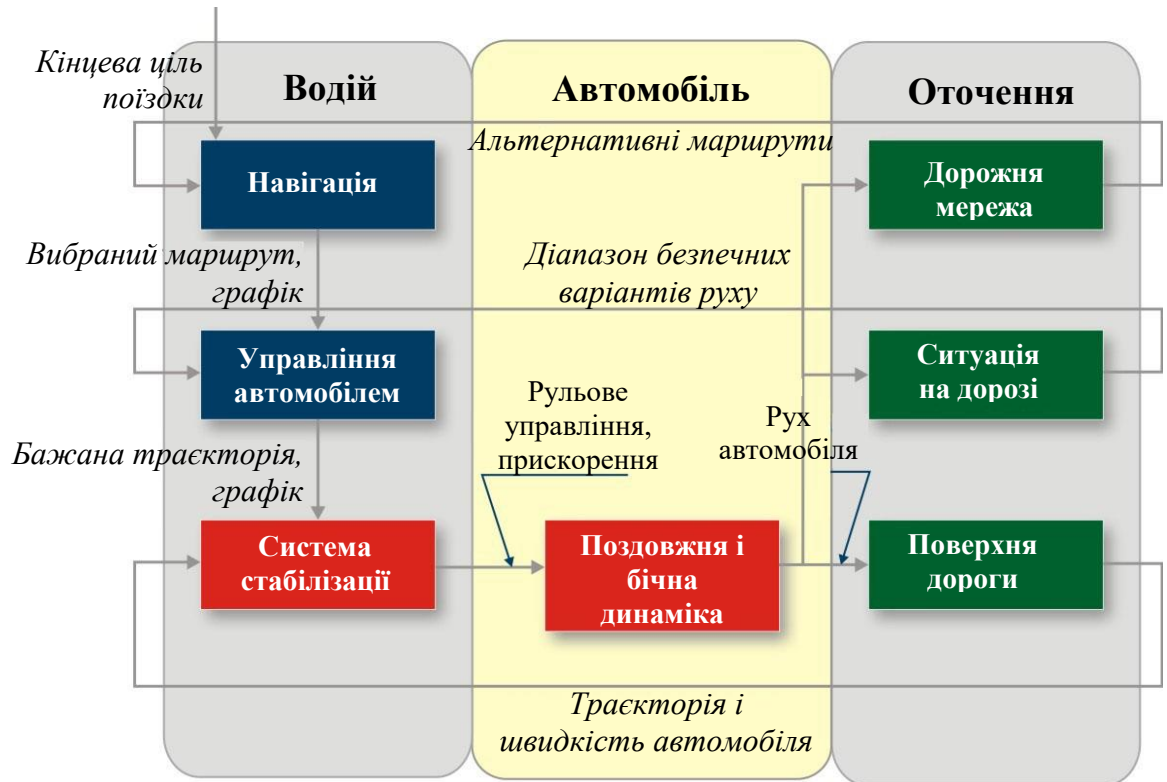 Кінцева ціль
поїздки
Водій
Автомобіль
Оточення
Альтернативні маршрути
Навігація
Дорожня
мережа
Вибраний маршрут,
графік
Діапазон безпечних
варіантів руху
Управління
автомобілем
Ситуація
на дорозі
Рульове
управління,
прискорення
Рух
автомобіля
Бажана траєкторія,
графік
Система
стабілізації
Поздовжня і
бічна
динаміка
Поверхня
дороги
Траєкторія і
швидкість автомобіля